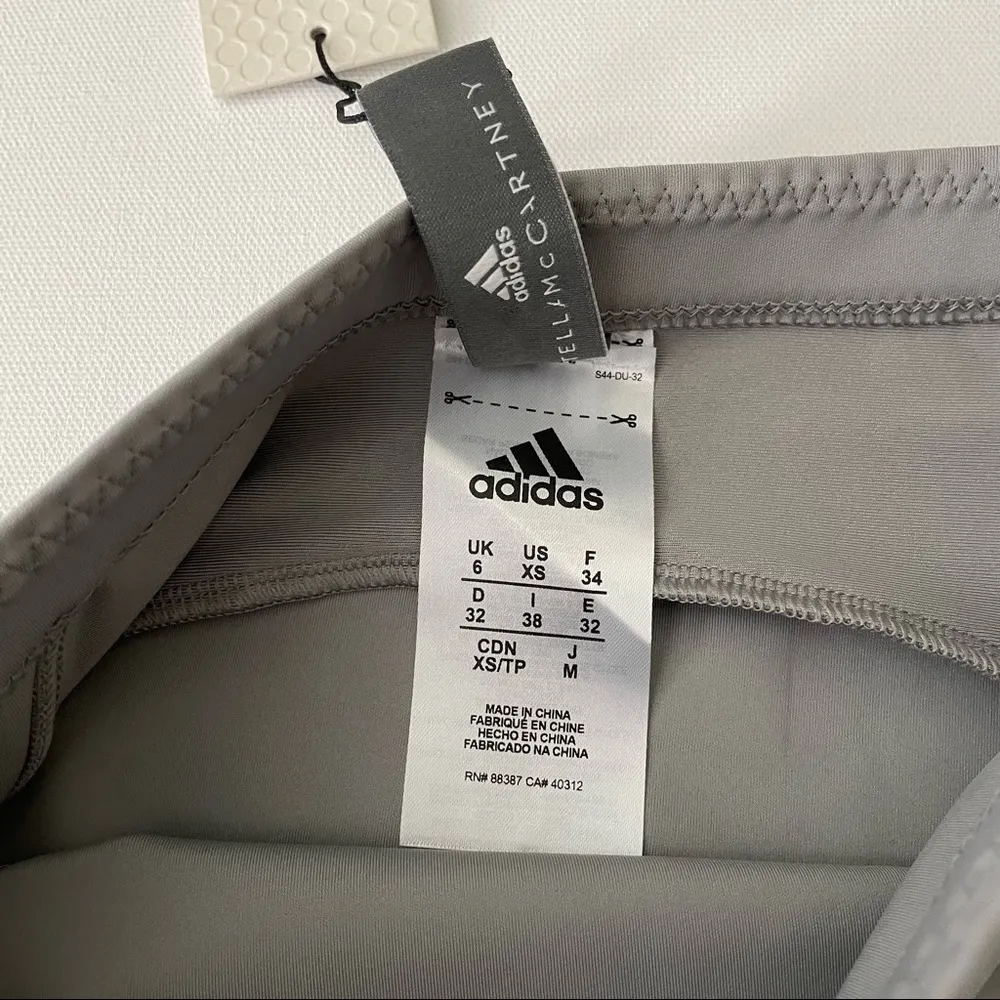 adidas
STELLA McCARTNEY
S44-DU-32
adidas
UK US F
6 XS 34
D I E
32 38 32
CDN J
XS/TP M
MADE IN CHINA
FABRIQUÉ EN CHINE
HECHO EN CHINA
FABRICADO NA CHINA
RN# 88387 CA# 40312